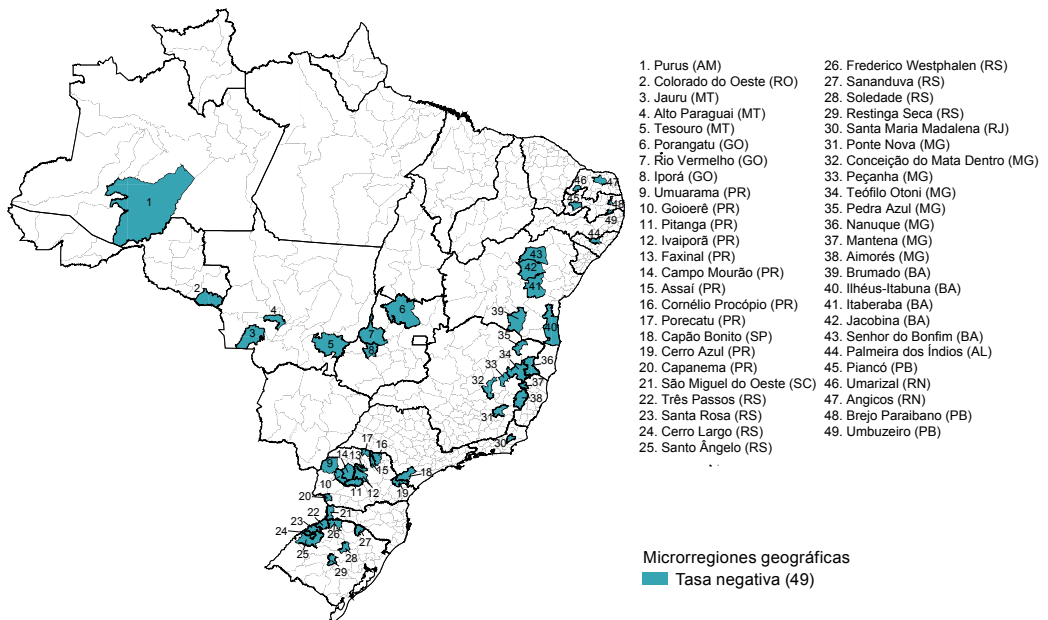 1. Purus (AM)
2. Colorado do Oeste (RO)
3. Jauru (MT)
4. Alto Paraguai (MT)
5. Tesouro (MT)
6. Porangatu (GO)
7. Rio Vermelho (GO)
8. Iporá (GO)
9. Umuarama (PR)
10. Goioerê (PR)
11. Pitanga (PR)
12. Ivaiporã (PR)
13. Faxinal (PR)
14. Campo Mourão (PR)
15. Assaí (PR)
16. Cornélio Procópio (PR)
17. Porecatu (PR)
18. Capão Bonito (SP)
19. Cerro Azul (PR)
20. Capanema (PR)
21. São Miguel do Oeste (SC)
22. Três Passos (RS)
23. Santa Rosa (RS)
24. Cerro Largo (RS)
25. Santo Ângelo (RS)
26. Frederico Westphalen (RS)
27. Sananduva (RS)
28. Soledade (RS)
29. Restinga Seca (RS)
30. Santa Maria Madalena (RJ)
31. Ponte Nova (MG)
32. Conceição do Mata Dentro (MG)
33. Peçanha (MG)
34. Teófilo Otoni (MG)
35. Pedra Azul (MG)
36. Nanuque (MG)
37. Mantena (MG)
38. Aimorés (MG)
39. Brumado (BA)
40. Ilhéus-Itabuna (BA)
41. Itaberaba (BA)
42. Jacobina (BA)
43. Senhor do Bonfim (BA)
44. Palmeira dos Índios (AL)
45. Piancó (PB)
46. Umarizal (RN)
47. Angicos (RN)
48. Brejo Paraibano (PB)
49. Umbuzeiro (PB)
46
47
45
48
49
1
44
43
42
41
2
4
6
39
40
3
5
7
8
35
34
36
33
32
37
38
31
30
17
16
14
13
9
15
18
10
11
12
19
20
22
21
23
24
26
27
25
28
29
Microrregiones geográficas
Tasa negativa (49)